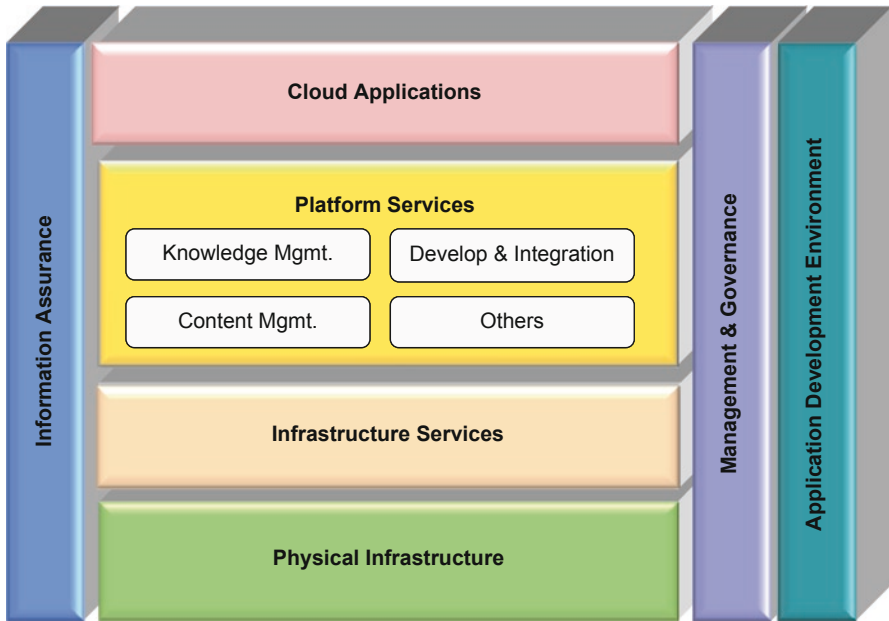 Information Assurance
Cloud Applications
Platform Services
Knowledge Mgmt.
Develop & Integration
Content Mgmt.
Others
Infrastructure Services
Physical Infrastructure
Management & Governance
Application Development Environment